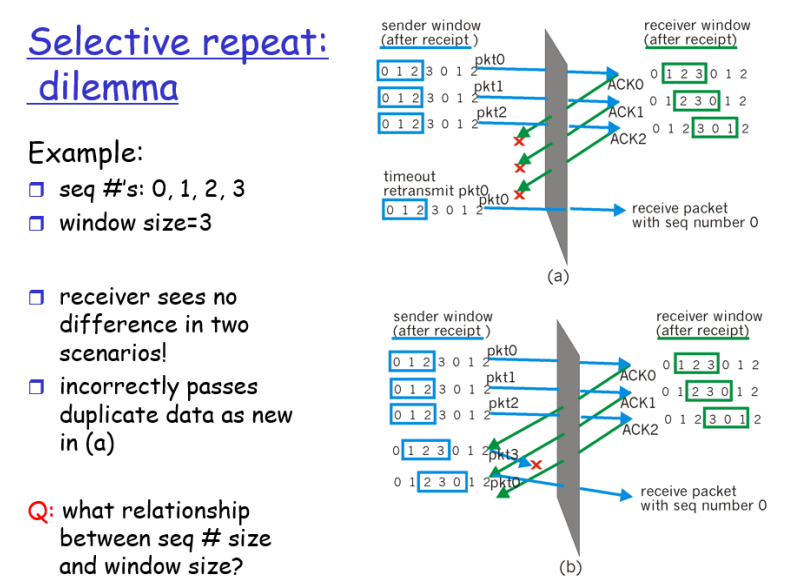 Selective repeat:
dilemma
Example:
seq #'s: 0, 1, 2, 3
window size=3
receiver sees no
difference in two
scenarios!
incorrectly passes
duplicate data as new
in (a)
Q: what relationship
between seq # size
and window size?
sender window
(after receipt )
receiver window
(after receipt)
0 1 2 3 0 1 2
pkt0
ACK0
0 1 2 3 0 1 2
0 1 2 3 0 1 2
pkt1
ACK1
0 1 2 3 0 1 2
0 1 2 3 0 1 2
pkt2
ACK2
0 1 2 3 0 1 2
x
x
x
timeout
retransmit pkt0
0 1 2 3 0 1 2
pkt0
receive packet
with seq number 0
(a)
sender window
(after receipt )
receiver window
(after receipt)
0 1 2 3 0 1 2
pkt0
ACK0
0 1 2 3 0 1 2
0 1 2 3 0 1 2
pkt1
ACK1
0 1 2 3 0 1 2
0 1 2 3 0 1 2
pkt2
ACK2
0 1 2 3 0 1 2
0 1 2 3 0 1 2
pkt3
x
0 1 2 3 0 1 2
pkt0
receive packet
with seq number 0
(b)